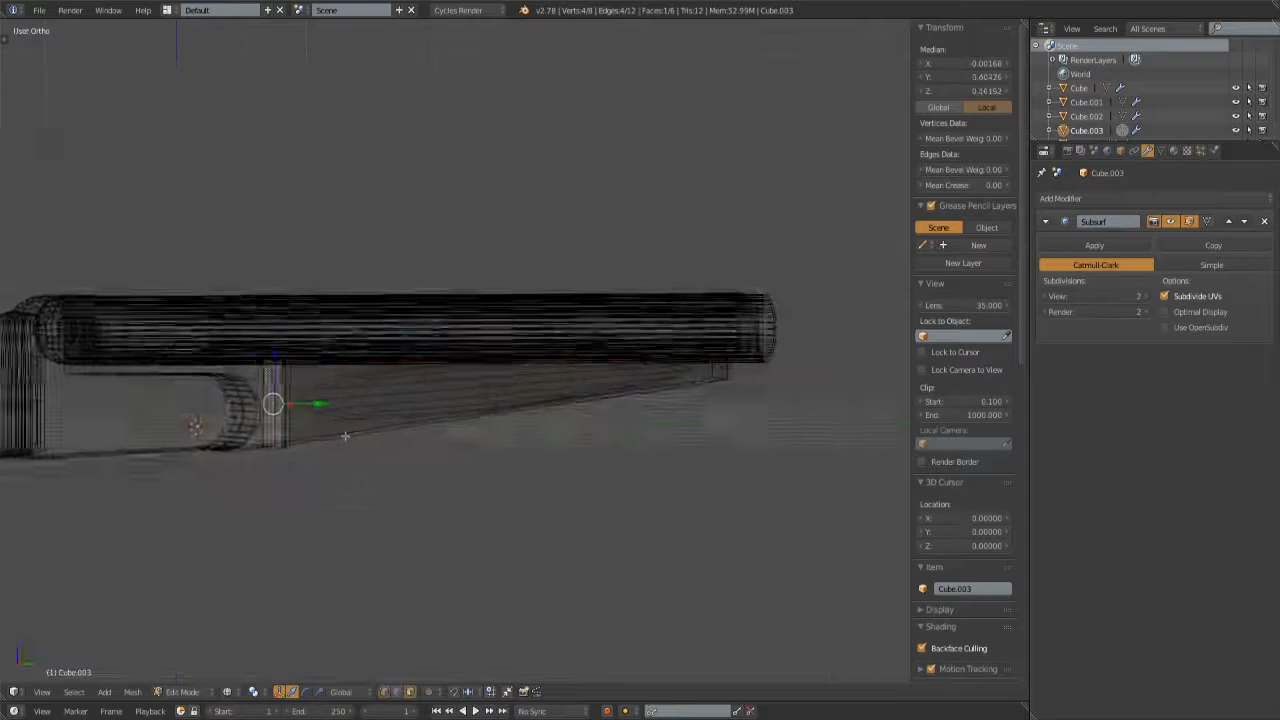 File Render Window Help Default Scene Cycles Render v2.78 | Verts:4/8 | Edges:4/12 | Faces:1/6 | Tris:12 | Mem:52.99M | Cube.003
User Ortho
Transform
Median:
X: -0.00168
Y: 0.60436
Z: 0.46152
Global Local
Vertices Data:
Mean Bevel Weig: 0.00
Edges Data:
Mean Bevel Weig: 0.00
Mean Crease: 0.00
Grease Pencil Layers
Scene Object
New
New Layer
View
Lens: 35.000
Lock to Object:
Lock to Cursor
Lock Camera to View
Clip:
Start: 0.100
End: 1000.000
Local Camera:
Render Border
3D Cursor
Location:
X: 0.00000
Y: 0.00000
Z: 0.00000
Item
Cube.003
Display
Shading
Backface Culling
Motion Tracking
View Search All Scenes
Scene
RenderLayers
World
Cube
Cube.001
Cube.002
Cube.003
Cube.003
Add Modifier
Subsurf
Apply Copy
Catmull-Clark Simple
Subdivisions: Options:
View: 2 Subdivide UVs
Render: 2 Optimal Display
Use OpenSubdiv
(1) Cube.003
View Select Add Mesh Edit Mode Global
View Marker Frame Playback Start: 1 End: 250 1 No Sync